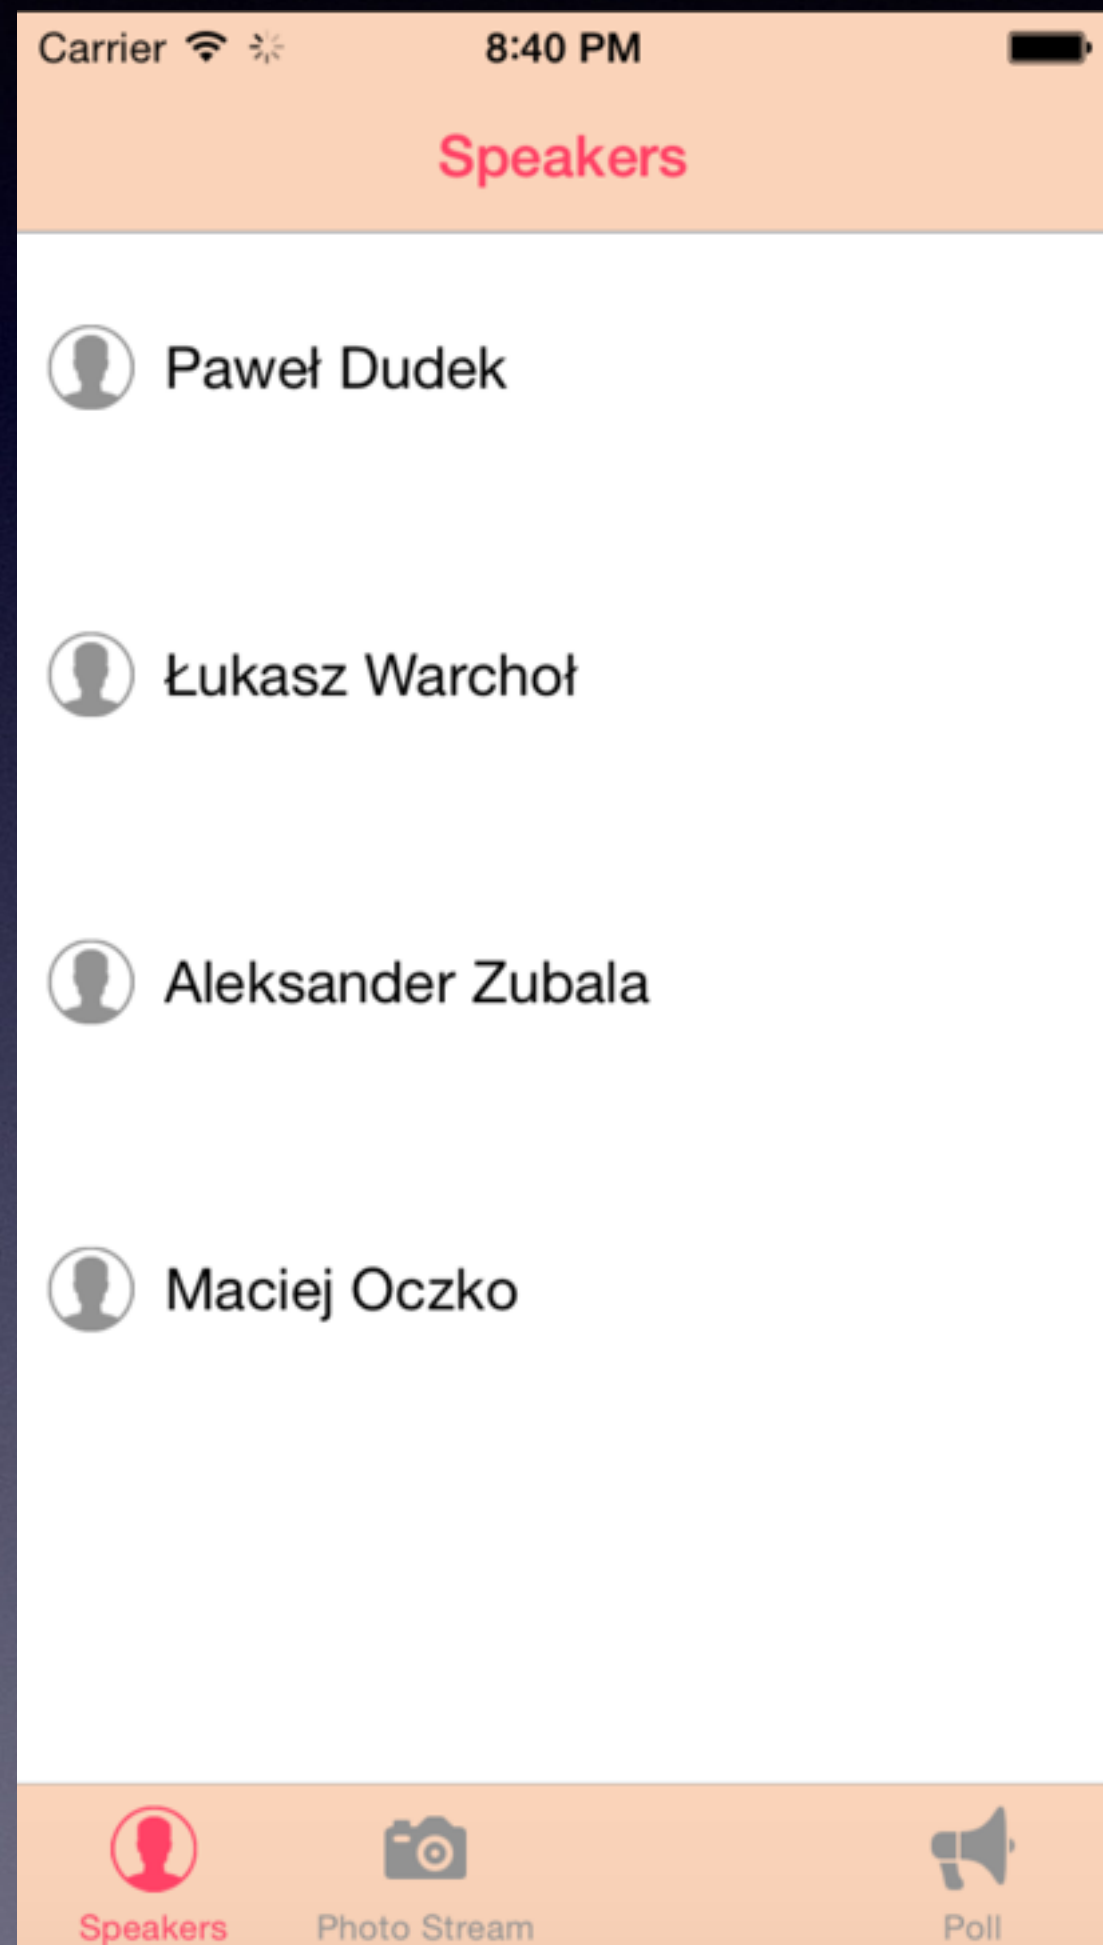 Carrier 8:40 PM
Speakers
Paweł Dudek
Łukasz Warchoł
Aleksander Zubala
Maciej Oczko
Speakers Photo Stream Poll